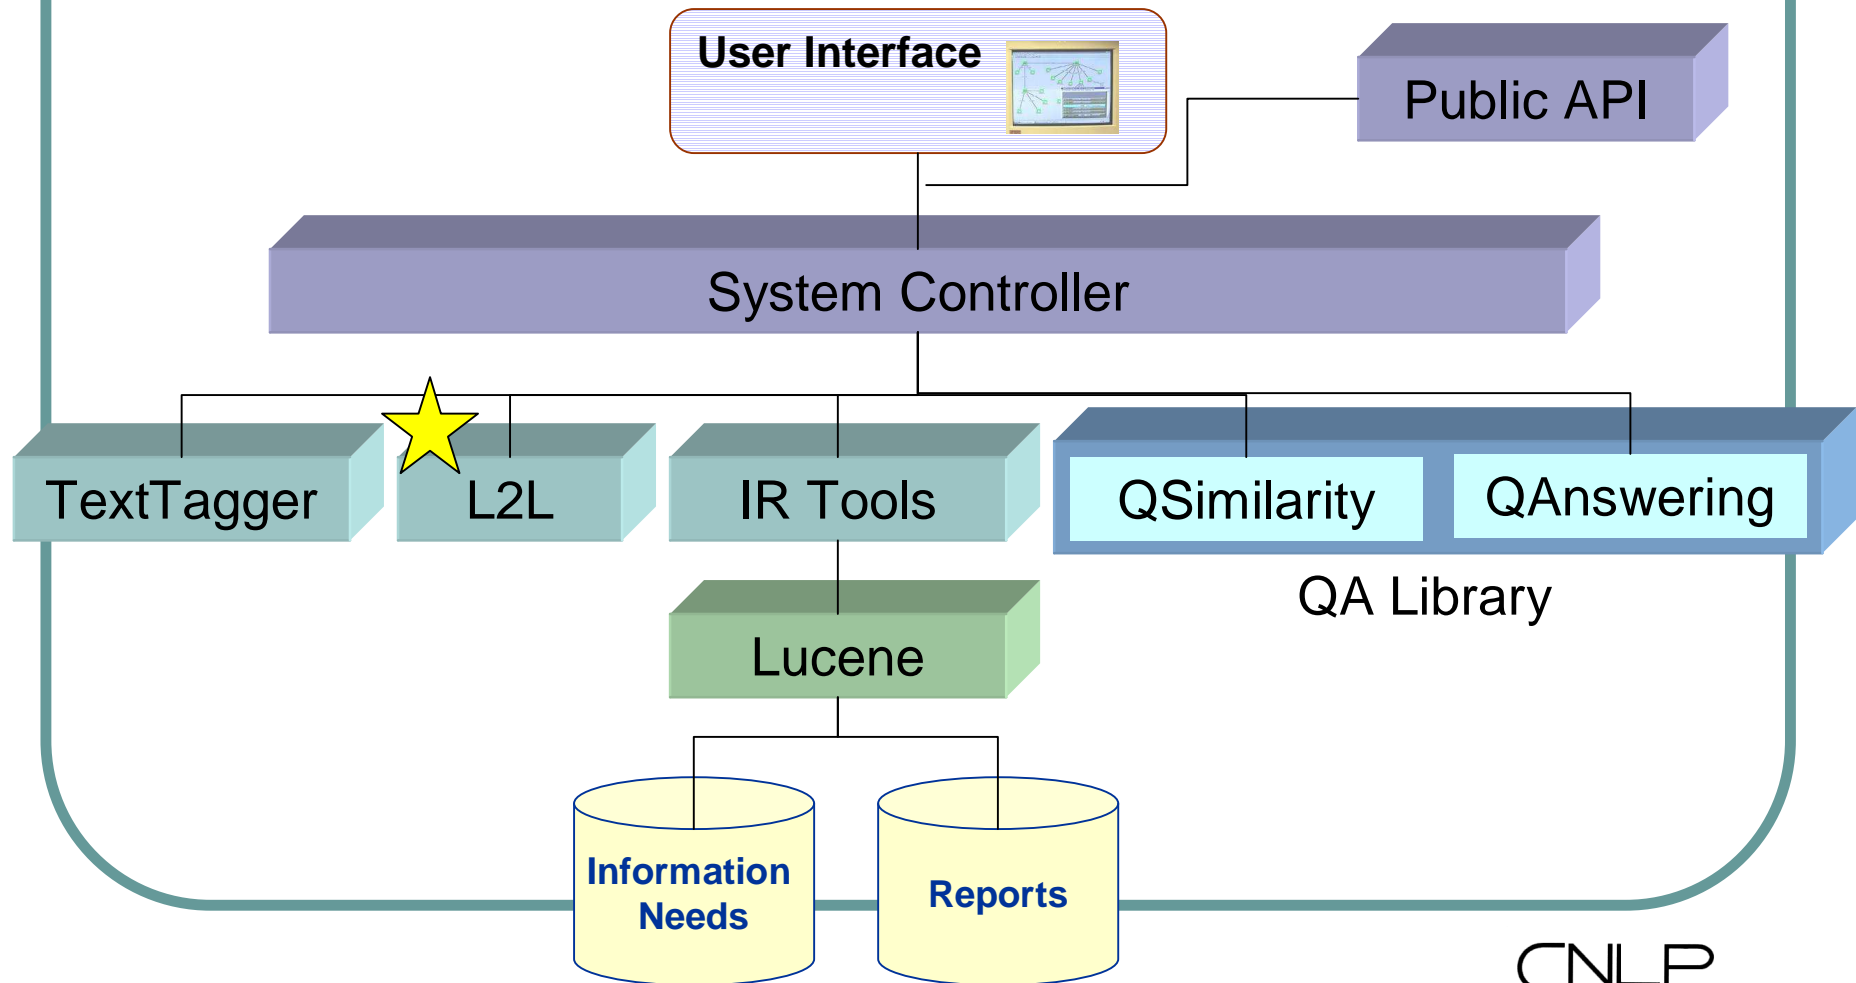 User Interface
Public API
System Controller
TextTagger
L2L
IR Tools
QSimilarity
QAnswering
QA Library
Lucene
Information
Needs
Reports
CNLP